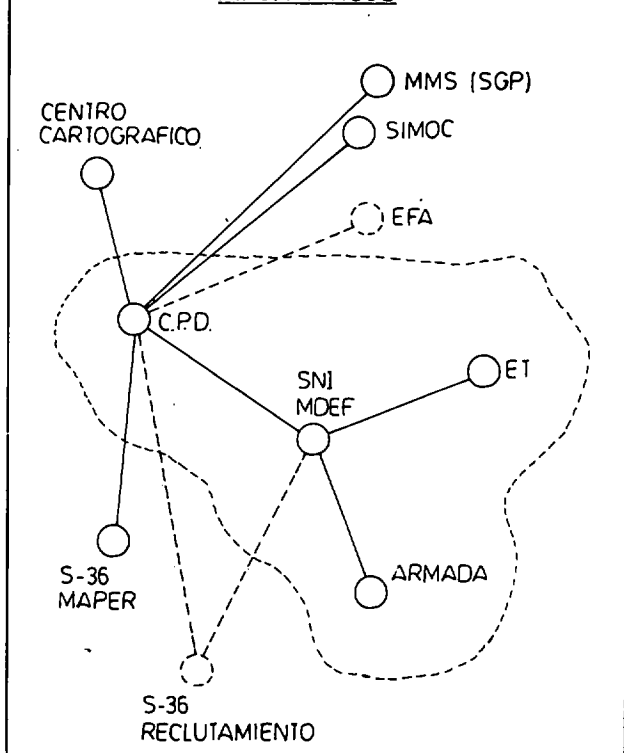 MMS (SGP)
CENTRO
CARTOGRAFICO
SIMOC
EFA
C.P.D.
SNI
MDEF
ET
S-36
MAPER
ARMADA
S-36
RECLUTAMIENTO